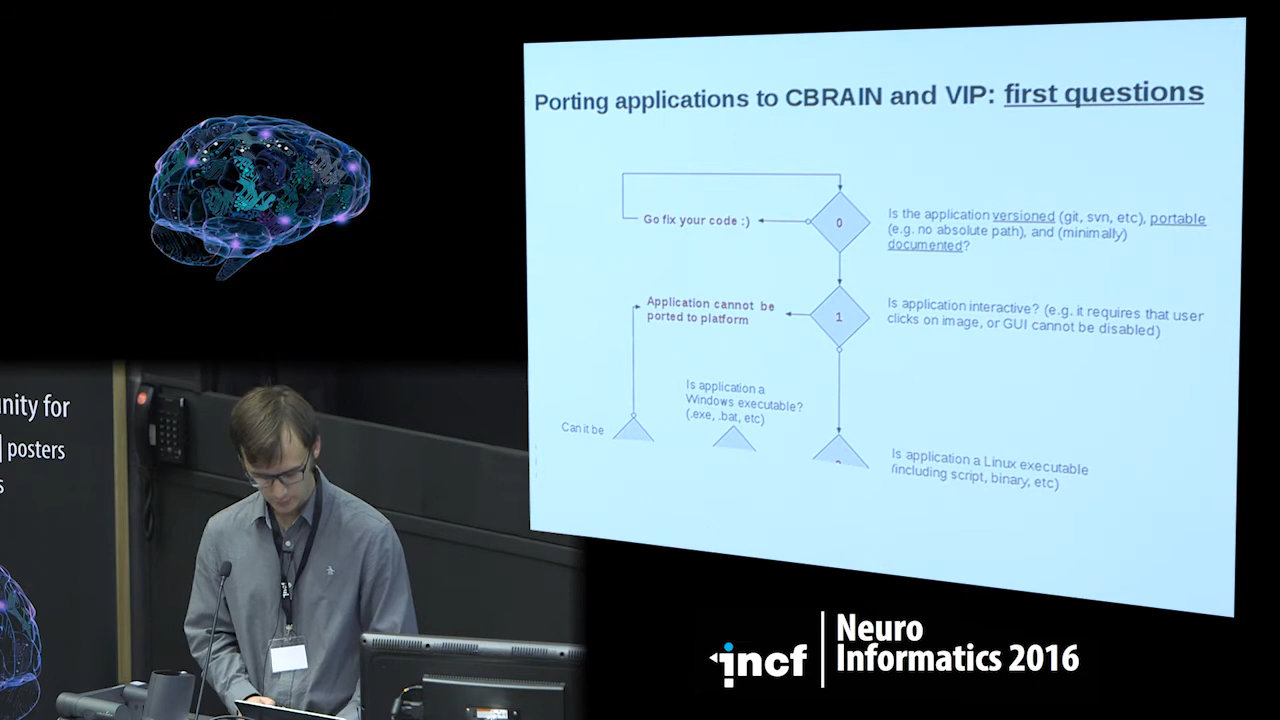 Porting applications to CBRAIN and VIP: first questions
Go fix your code :)
0
Is the application versioned (git, svn, etc), portable
(e.g. no absolute path), and (minimally)
documented?
Application cannot be
ported to platform
1
Is application interactive? (e.g. it requires that user
clicks on image, or GUI cannot be disabled)
Is application a
Windows executable?
(.exe, .bat, etc)
Can it be
Is application a Linux executable
(including script, binary, etc)
nity for
posters
s
incf
Neuro
Informatics 2016